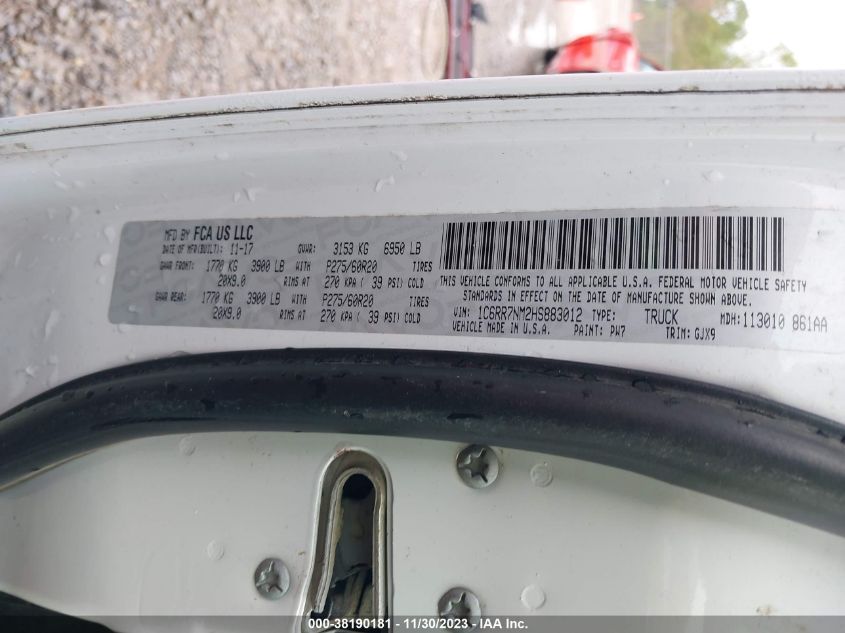 MFD BY FCA US LLC
DATE OF MFR(BUILT): 11-17 GVWR: 3153 KG 6950 LB
GAWR FRONT: 1770 KG 3900 LB WITH P275/60R20 TIRES
20X9.0 RIMS AT 270 KPA ( 39 PSI) COLD
GAWR REAR: 1770 KG 3900 LB WITH P275/60R20 TIRES
20X9.0 RIMS AT 270 KPA ( 39 PSI) COLD
THIS VEHICLE CONFORMS TO ALL APPLICABLE U.S.A. FEDERAL MOTOR VEHICLE SAFETY
STANDARDS IN EFFECT ON THE DATE OF MANUFACTURE SHOWN ABOVE.
VIN: 1C6RR7NM2HS883012 TYPE: TRUCK MDH: 113010 861AA
VEHICLE MADE IN U.S.A. PAINT: PW7 TRIM: GJX9
000-38190181 - 11/30/2023 - IAA Inc.